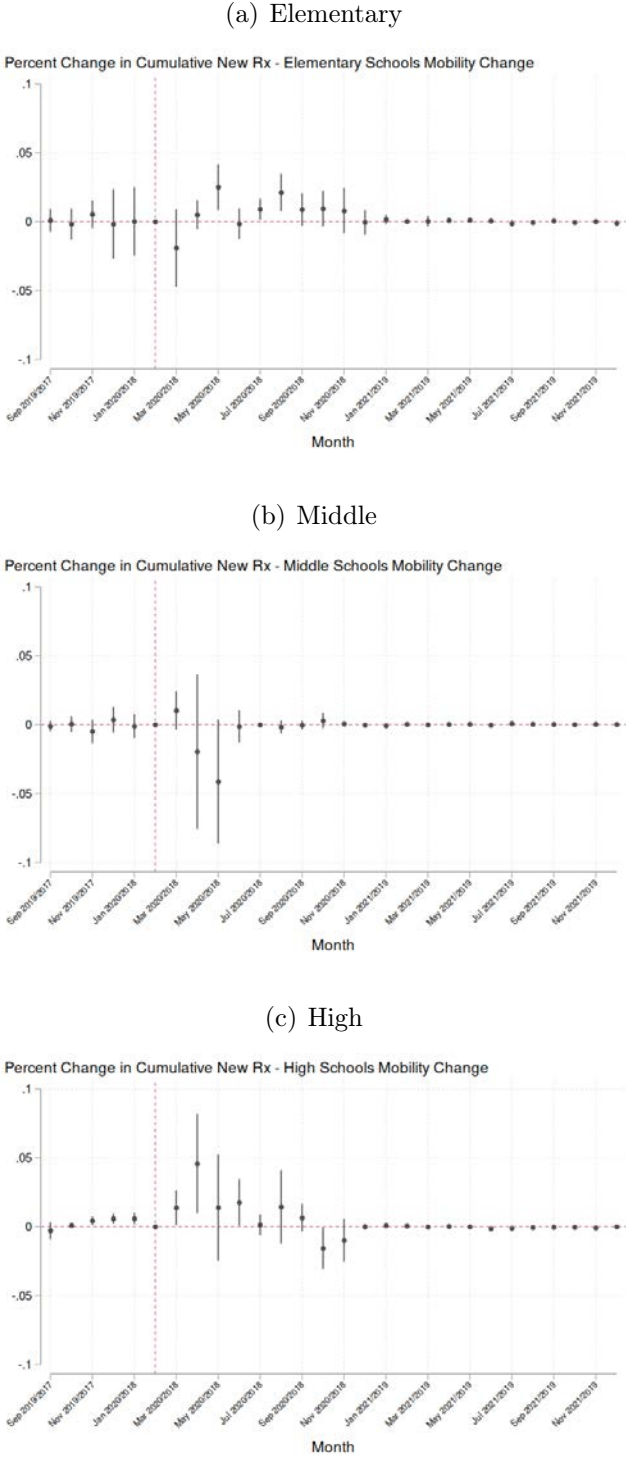 (a) Elementary
Percent Change in Cumulative New Rx - Elementary Schools Mobility Change
.1
.05
0
-.05
-.1
Sep 2019/2017
Nov 2019/2017
Jan 2020/2018
Mar 2020/2018
May 2020/2018
Jul 2020/2018
Sep 2020/2018
Nov 2020/2018
Jan 2021/2019
Mar 2021/2019
May 2021/2019
Jul 2021/2019
Sep 2021/2019
Nov 2021/2019
Month
(b) Middle
Percent Change in Cumulative New Rx - Middle Schools Mobility Change
.1
.05
0
-.05
-.1
Sep 2019/2017
Nov 2019/2017
Jan 2020/2018
Mar 2020/2018
May 2020/2018
Jul 2020/2018
Sep 2020/2018
Nov 2020/2018
Jan 2021/2019
Mar 2021/2019
May 2021/2019
Jul 2021/2019
Sep 2021/2019
Nov 2021/2019
Month
(c) High
Percent Change in Cumulative New Rx - High Schools Mobility Change
.1
.05
0
-.05
-.1
Sep 2019/2017
Nov 2019/2017
Jan 2020/2018
Mar 2020/2018
May 2020/2018
Jul 2020/2018
Sep 2020/2018
Nov 2020/2018
Jan 2021/2019
Mar 2021/2019
May 2021/2019
Jul 2021/2019
Sep 2021/2019
Nov 2021/2019
Month